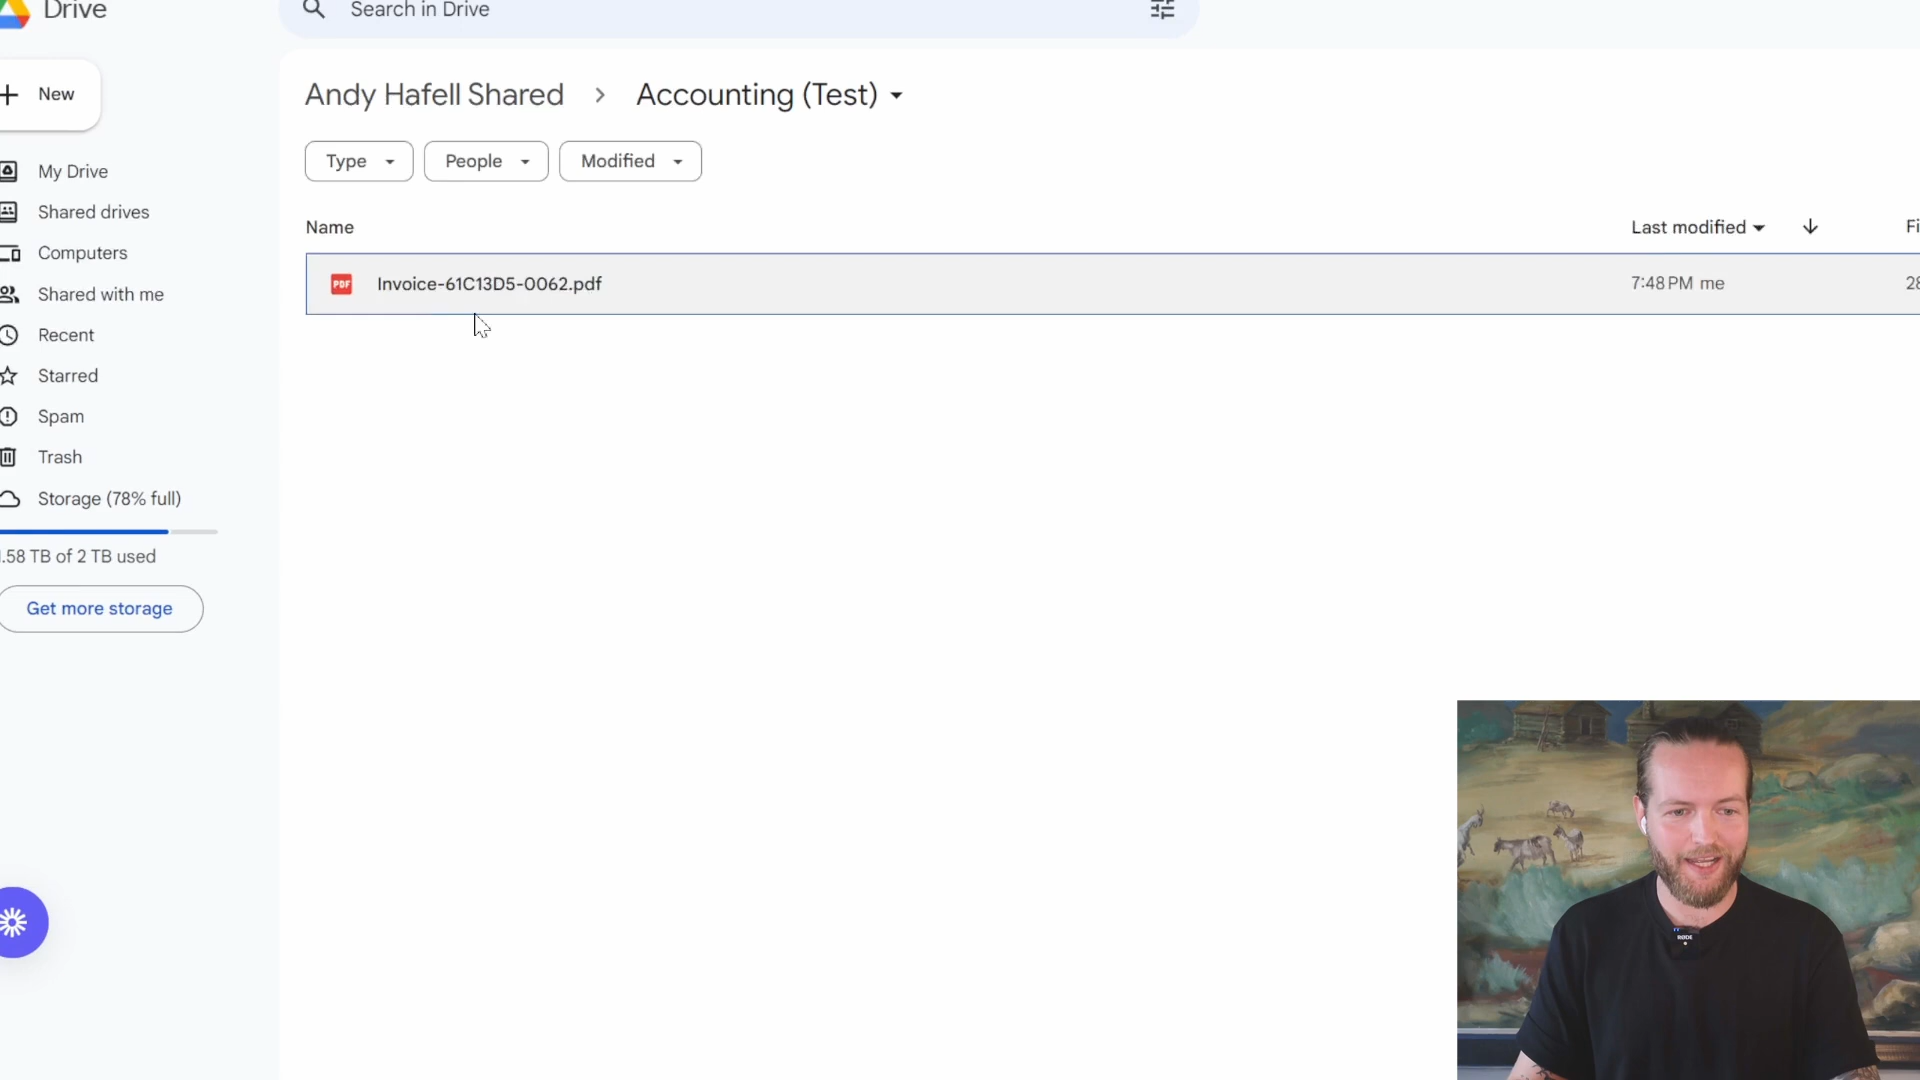 Drive
Search in Drive
New
Andy Hafell Shared > Accounting (Test)
Type
People
Modified
My Drive
Shared drives
Computers
Shared with me
Recent
Starred
Spam
Trash
Storage (78% full)
.58 TB of 2 TB used
Get more storage
Name
Last modified
Fi
PDF
Invoice-61C13D5-0062.pdf
7:48 PM me
28
RØDE